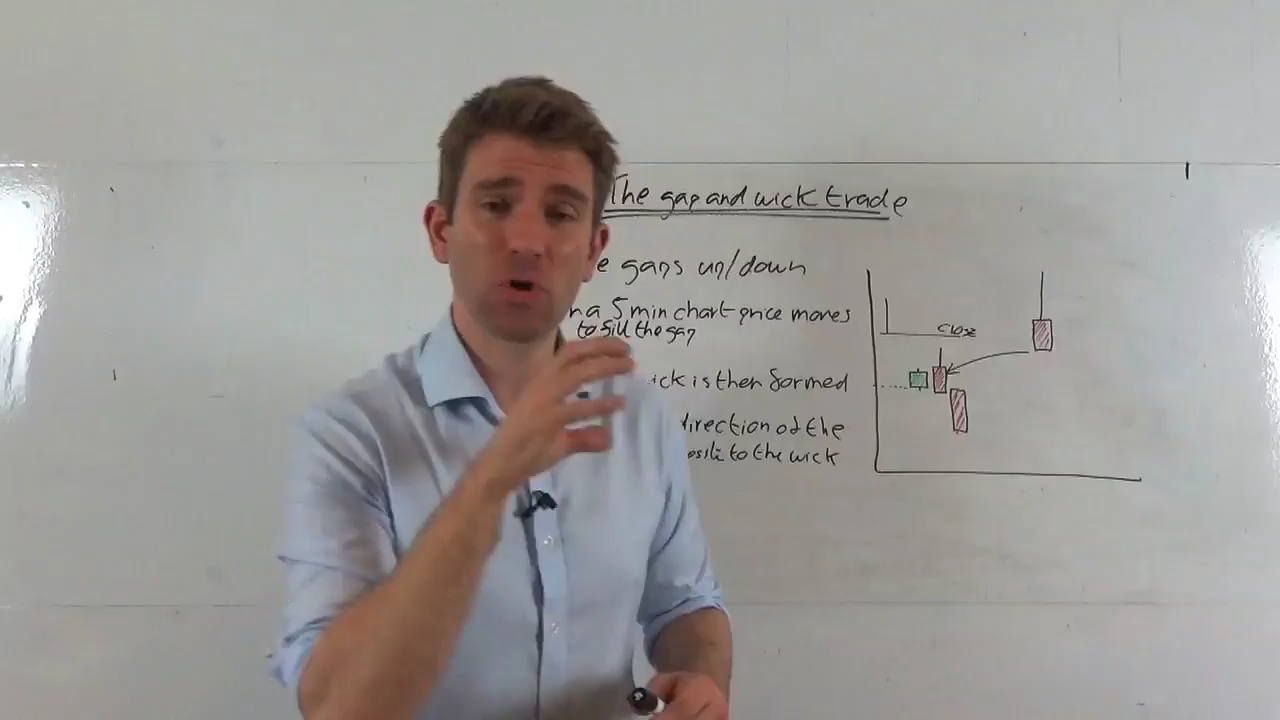 The gap and wick trade
e gaps up/down
n a 5 min chart price moves
to fill the gap
ick is then formed
direction of the
osite to the wick
close